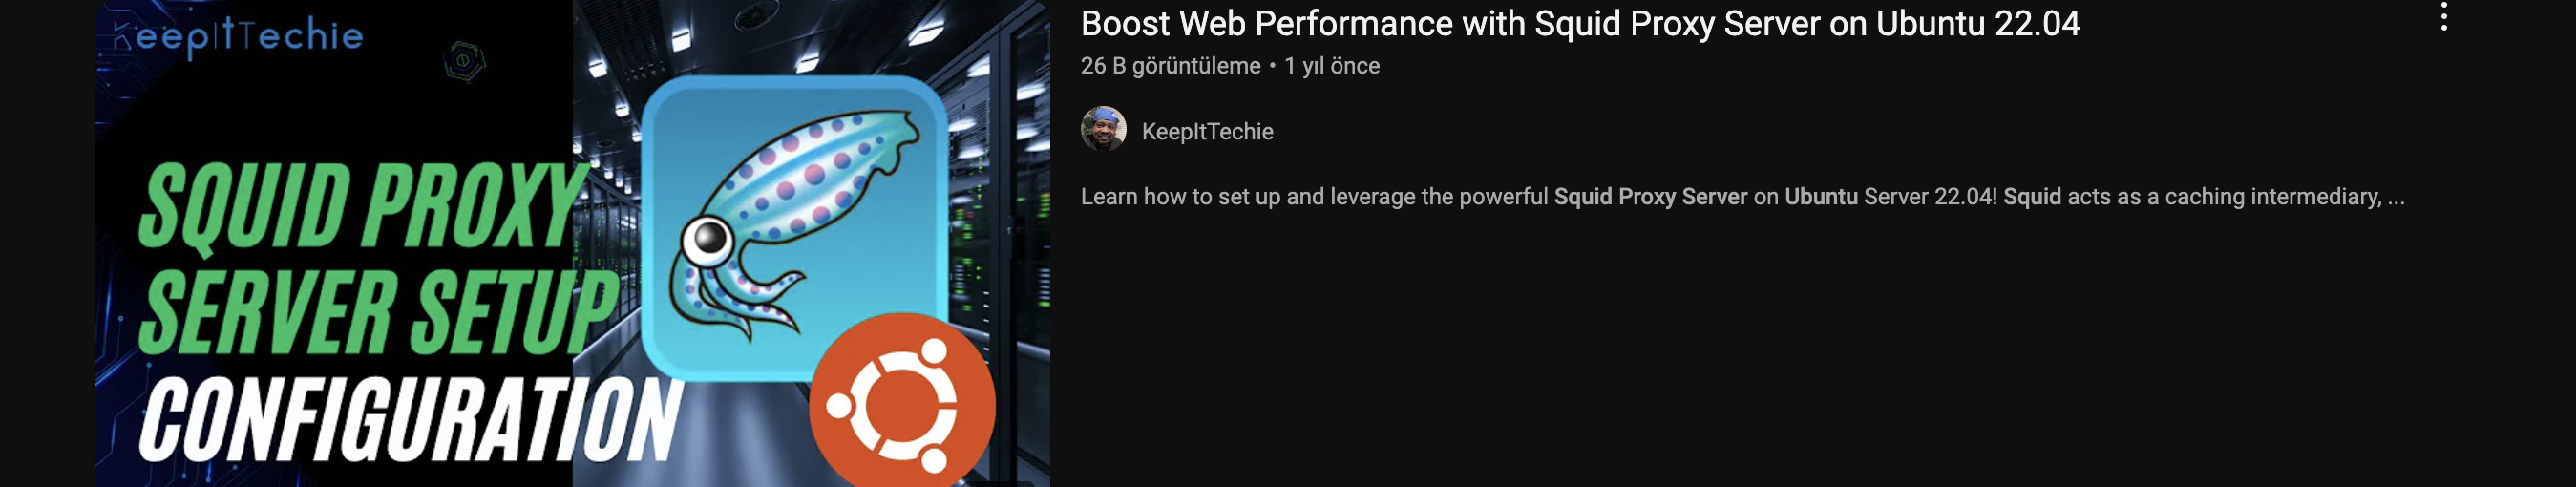 KeepItTechie
SQUID PROXY
SERVER SETUP
CONFIGURATION
Boost Web Performance with Squid Proxy Server on Ubuntu 22.04
26 B görüntüleme • 1 yıl önce
KeepItTechie
Learn how to set up and leverage the powerful Squid Proxy Server on Ubuntu Server 22.04! Squid acts as a caching intermediary, ...